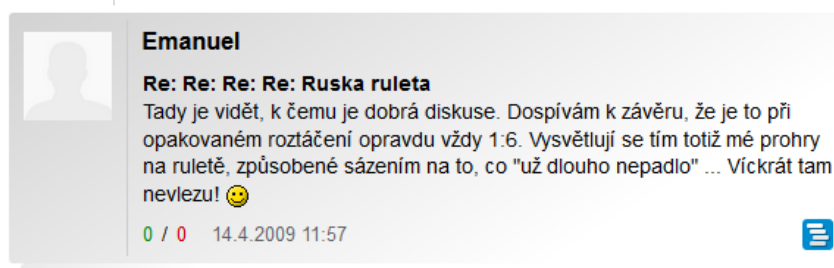 Emanuel
Re: Re: Re: Re: Ruska ruleta
Tady je vidět, k čemu je dobrá diskuse. Dospívám k závěru, že je to při
opakovaném roztáčení opravdu vždy 1:6. Vysvětlují se tím totiž mé prohry
na ruletě, způsobené sázením na to, co "už dlouho nepadlo" ... Víckrát tam
nevlezu!
0 / 0 14.4.2009 11:57